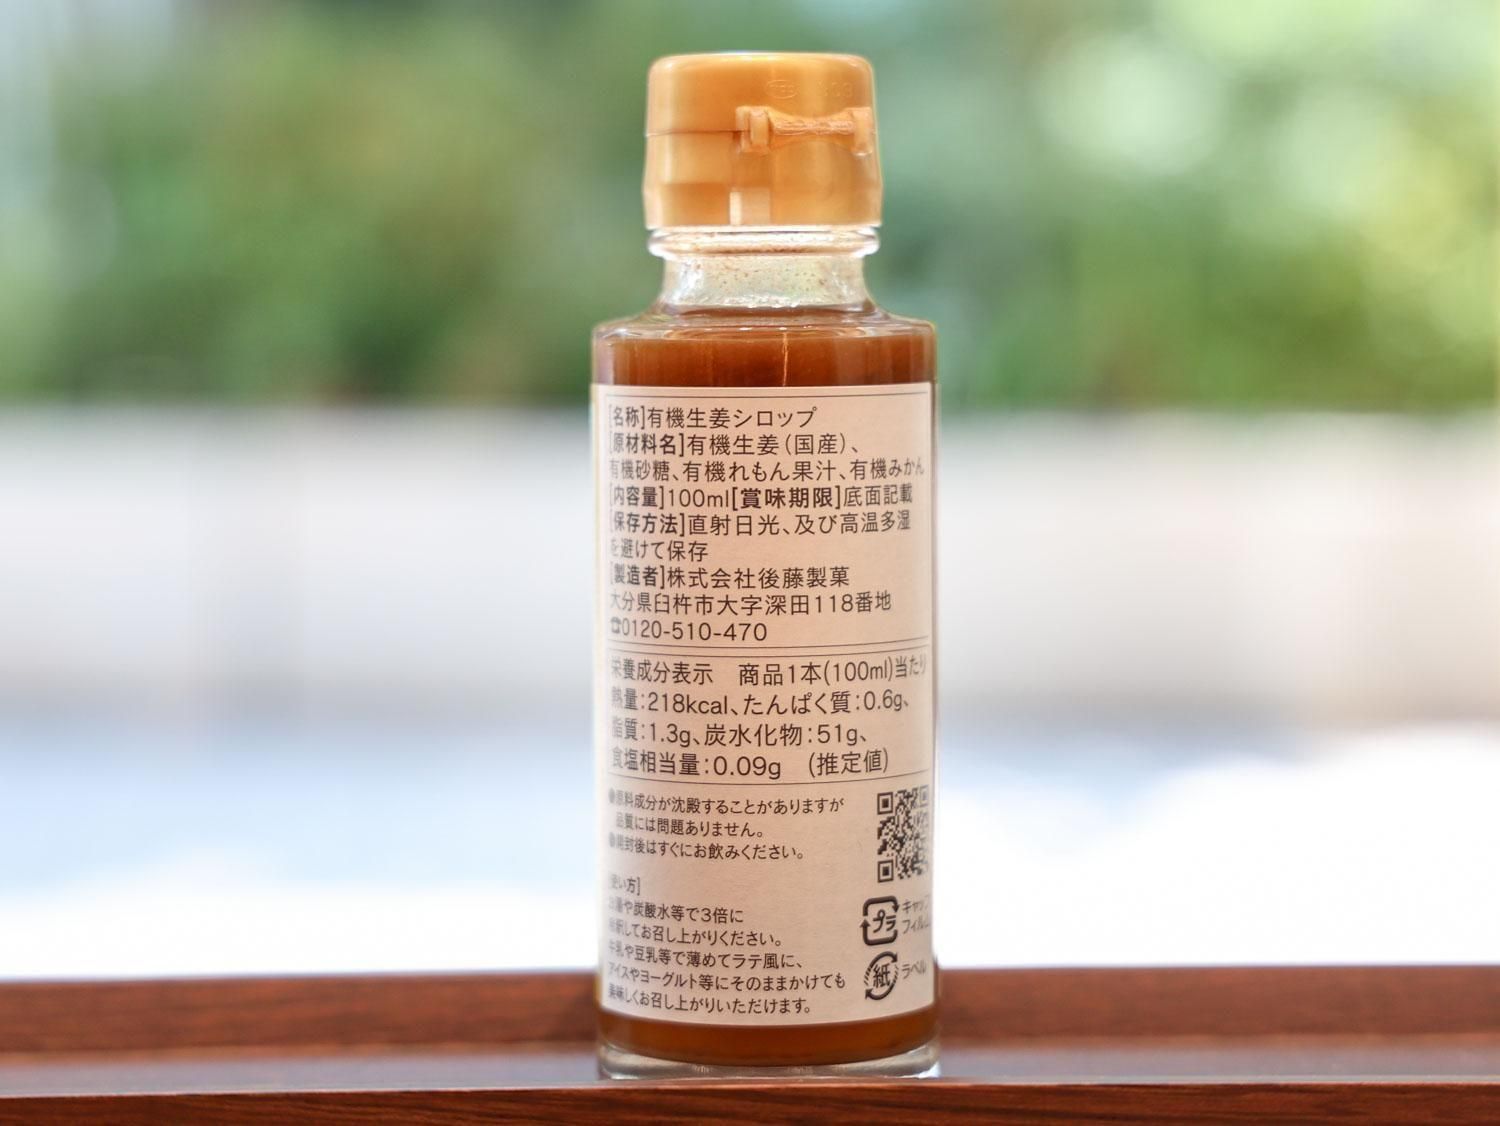 [名称]有機生姜シロップ
[原材料名]有機生姜(国産)、
有機砂糖、有機れもん果汁、有機みかん
[内容量]100ml[賞味期限]底面記載
[保存方法]直射日光、及び高温多湿
を避けて保存
[製造者]株式会社後藤製菓
大分県臼杵市大字深田118番地
☎0120-510-470
栄養成分表示 商品1本(100ml)当たり
熱量:218kcal、たんぱく質:0.6g、
脂質:1.3g、炭水化物:51g、
食塩相当量:0.09g (推定値)
●原料成分が沈殿することがありますが
品質には問題ありません。
●開封後はすぐにお飲みください。
[使い方]
お湯や炭酸水等で3倍に
希釈してお召し上がりください。
牛乳や豆乳等で薄めてラテ風に、
アイスやヨーグルト等にそのままかけても
美味しくお召し上がりいただけます。
プラ
キャップ
フィルム
紙
ラベル